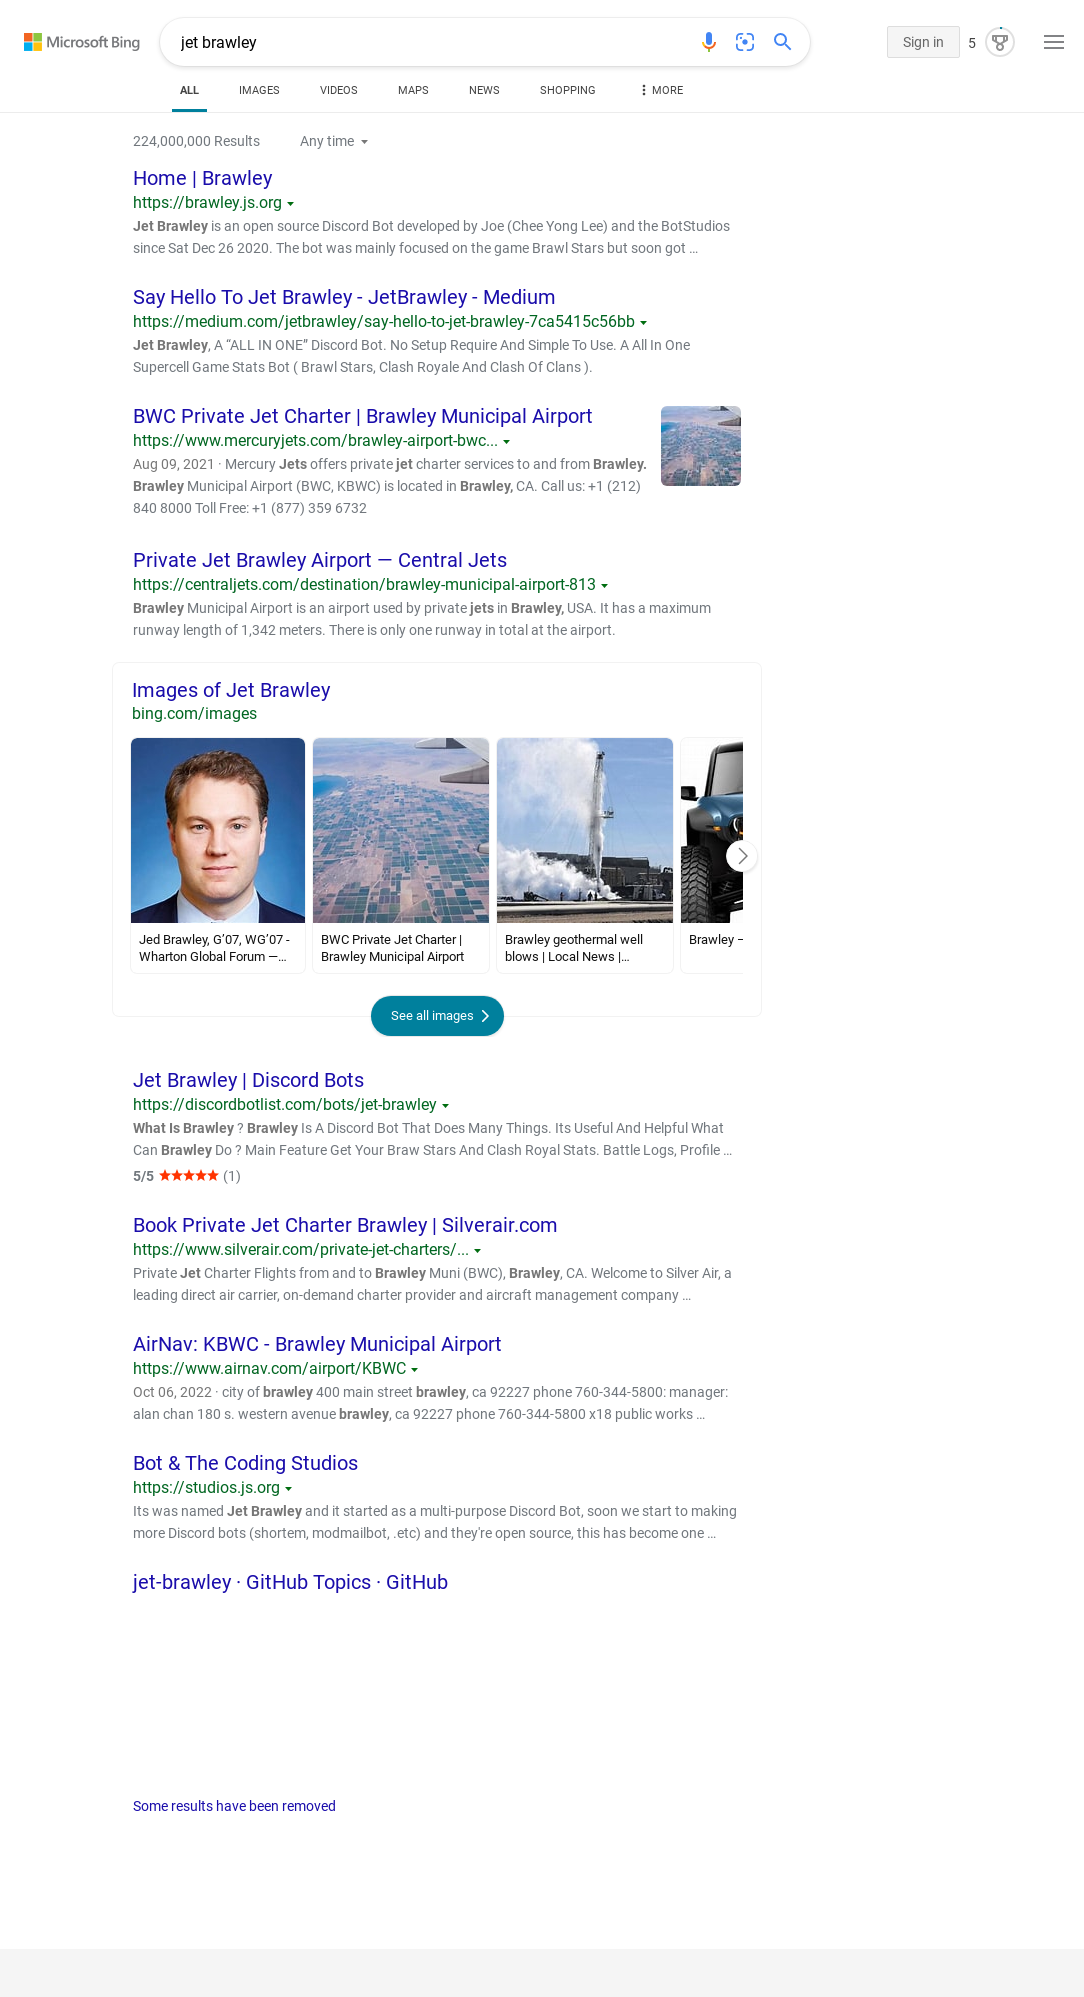 Microsoft Bing
jet brawley
Sign in
5
ALL
IMAGES
VIDEOS
MAPS
NEWS
SHOPPING
MORE
224,000,000 Results
Any time
Home | Brawley
https://brawley.js.org
Jet Brawley is an open source Discord Bot developed by Joe (Chee Yong Lee) and the BotStudios
since Sat Dec 26 2020. The bot was mainly focused on the game Brawl Stars but soon got …
Say Hello To Jet Brawley - JetBrawley - Medium
https://medium.com/jetbrawley/say-hello-to-jet-brawley-7ca5415c56bb
Jet Brawley, A “ALL IN ONE” Discord Bot. No Setup Require And Simple To Use. A All In One
Supercell Game Stats Bot ( Brawl Stars, Clash Royale And Clash Of Clans ).
BWC Private Jet Charter | Brawley Municipal Airport
https://www.mercuryjets.com/brawley-airport-bwc...
Aug 09, 2021 · Mercury Jets offers private jet charter services to and from Brawley.
Brawley Municipal Airport (BWC, KBWC) is located in Brawley, CA. Call us: +1 (212)
840 8000 Toll Free: +1 (877) 359 6732
Private Jet Brawley Airport — Central Jets
https://centraljets.com/destination/brawley-municipal-airport-813
Brawley Municipal Airport is an airport used by private jets in Brawley, USA. It has a maximum
runway length of 1,342 meters. There is only one runway in total at the airport.
Images of Jet Brawley
bing.com/images
Jed Brawley, G’07, WG’07 -
Wharton Global Forum —…
BWC Private Jet Charter |
Brawley Municipal Airport
Brawley geothermal well
blows | Local News |…
Brawley –
See all images
Jet Brawley | Discord Bots
https://discordbotlist.com/bots/jet-brawley
What Is Brawley ? Brawley Is A Discord Bot That Does Many Things. Its Useful And Helpful What
Can Brawley Do ? Main Feature Get Your Braw Stars And Clash Royal Stats. Battle Logs, Profile …
5/5 ★★★★★ (1)
Book Private Jet Charter Brawley | Silverair.com
https://www.silverair.com/private-jet-charters/...
Private Jet Charter Flights from and to Brawley Muni (BWC), Brawley, CA. Welcome to Silver Air, a
leading direct air carrier, on-demand charter provider and aircraft management company …
AirNav: KBWC - Brawley Municipal Airport
https://www.airnav.com/airport/KBWC
Oct 06, 2022 · city of brawley 400 main street brawley, ca 92227 phone 760-344-5800: manager:
alan chan 180 s. western avenue brawley, ca 92227 phone 760-344-5800 x18 public works …
Bot & The Coding Studios
https://studios.js.org
Its was named Jet Brawley and it started as a multi-purpose Discord Bot, soon we start to making
more Discord bots (shortem, modmailbot, .etc) and they're open source, this has become one …
jet-brawley · GitHub Topics · GitHub
Some results have been removed